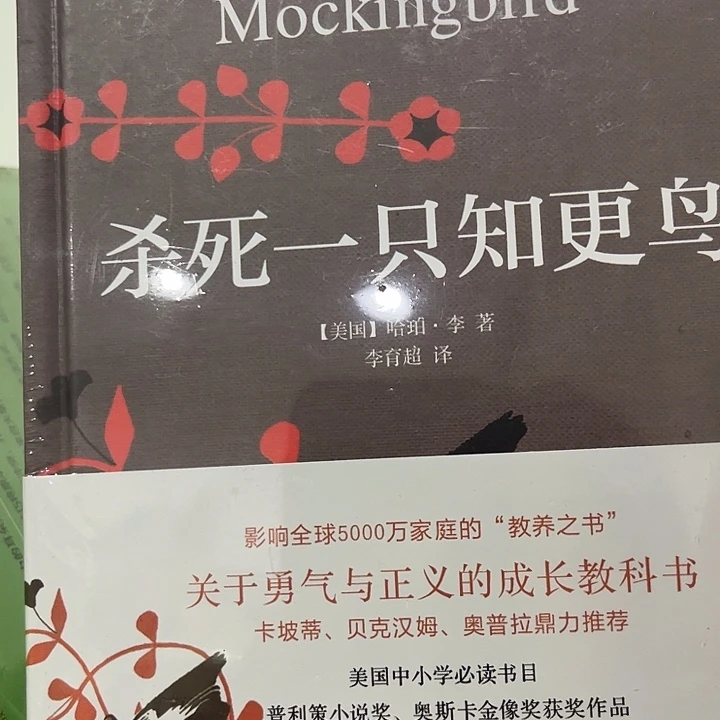 Mockingbird
杀死一只知更鸟
【美国】哈珀·李 著
李育超 译
影响全球5000万家庭的“教养之书”
关于勇气与正义的成长教科书
卡坡蒂、贝克汉姆、奥普拉鼎力推荐
美国中小学必读书目
普利策小说奖、奥斯卡金像奖获奖作品